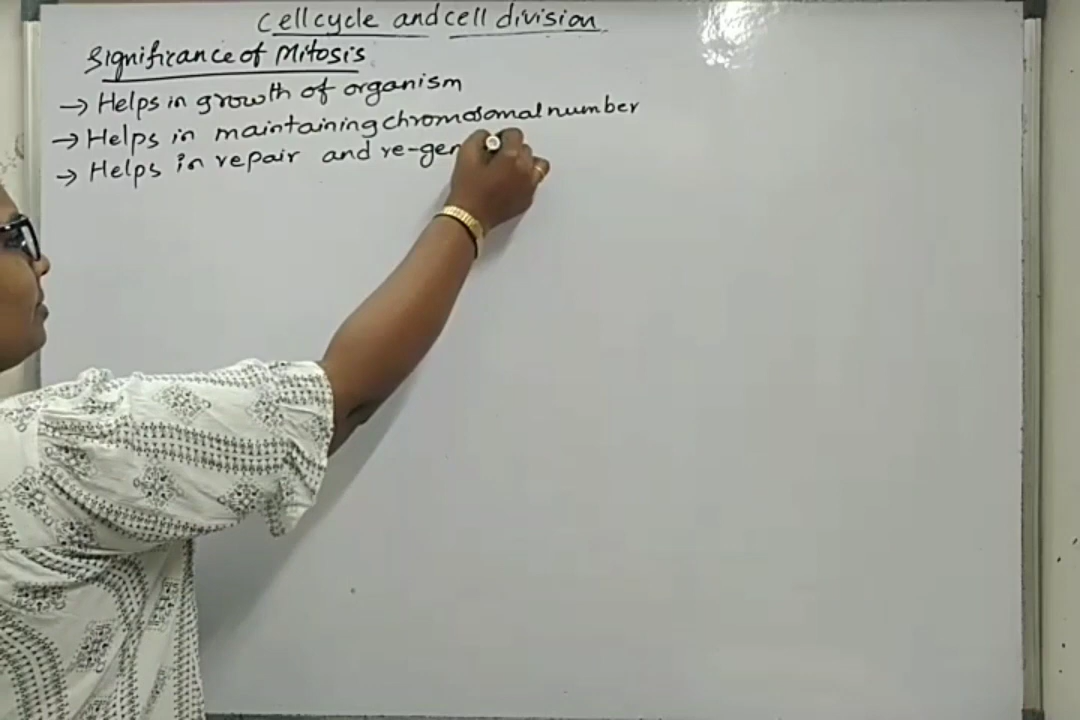 Cell cycle and cell division
Significance of Mitosis
→ Helps in growth of organism
→ Helps in maintaining chromosomal number
→ Helps in repair and re-gen